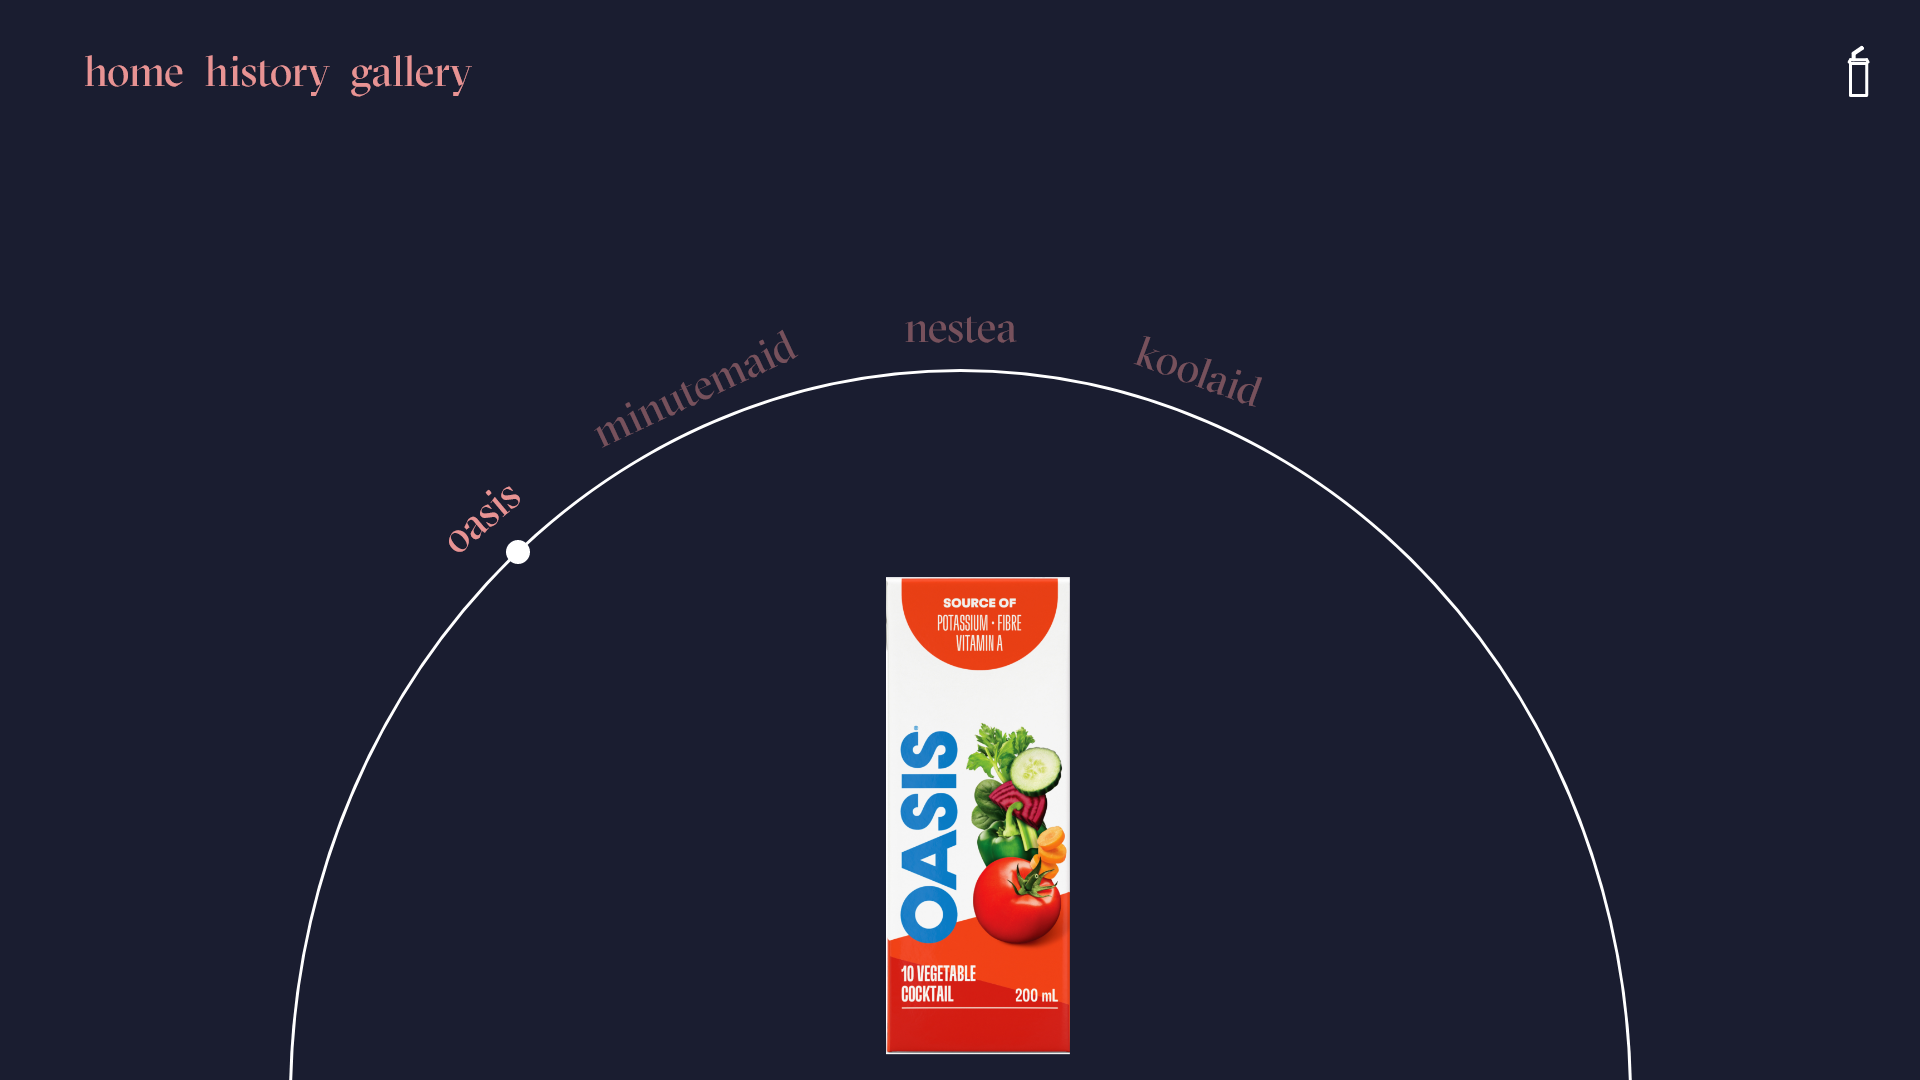 home history gallery
nestea
minutemaid
koolaid
oasis
SOURCE OF
POTASSIUM · FIBRE
VITAMIN A
OASIS
10 VEGETABLE
COCKTAIL
200 mL